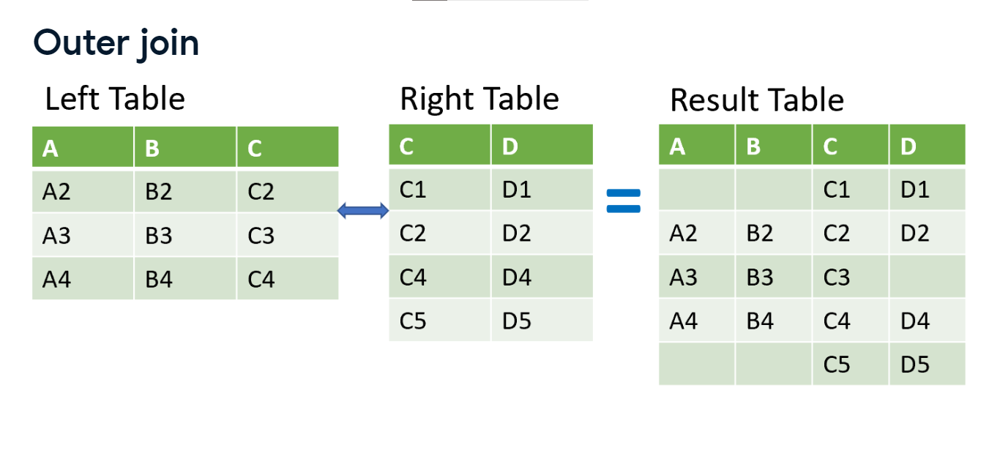 Outer join
Left Table
A B C
A2 B2 C2
A3 B3 C3
A4 B4 C4
Right Table
C D
C1 D1
C2 D2
C4 D4
C5 D5
=
Result Table
A B C D
C1 D1
A2 B2 C2 D2
A3 B3 C3
A4 B4 C4 D4
C5 D5